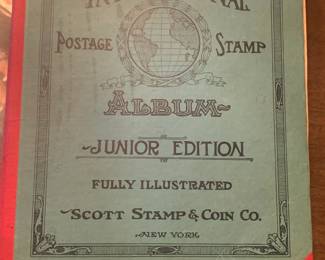 POSTAGE STAMP
ALBUM
JUNIOR EDITION
FULLY ILLUSTRATED
SCOTT STAMP & COIN CO.
NEW YORK